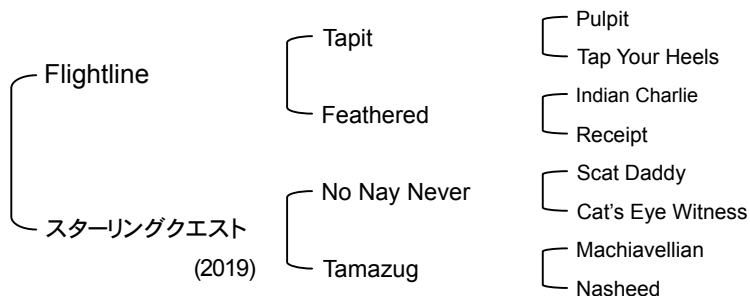 Flightline
スターリングクエスト
(2019)
Tapit
Feathered
No Nay Never
Tamazug
Pulpit
Tap Your Heels
Indian Charlie
Receipt
Scat Daddy
Cat's Eye Witness
Machiavellian
Nasheed